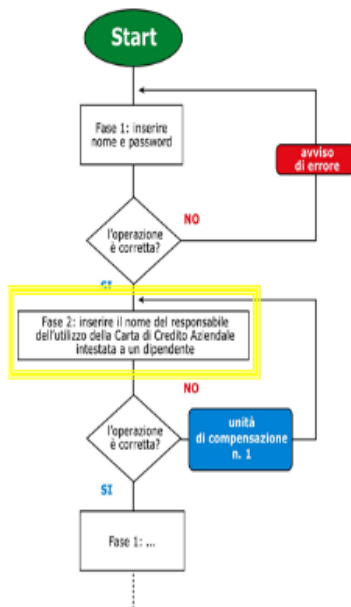 Start
Fase 1: inserire
nome e password
avviso
di errore
NO
l'operazione
è corretta?
SI
Fase 2: inserire il nome del responsabile
dell'utilizzo della Carta di Credito Aziendale
intestata a un dipendente
NO
l'operazione
è corretta?
unità
di compensazione
n. 1
SI
Fase 1: ...